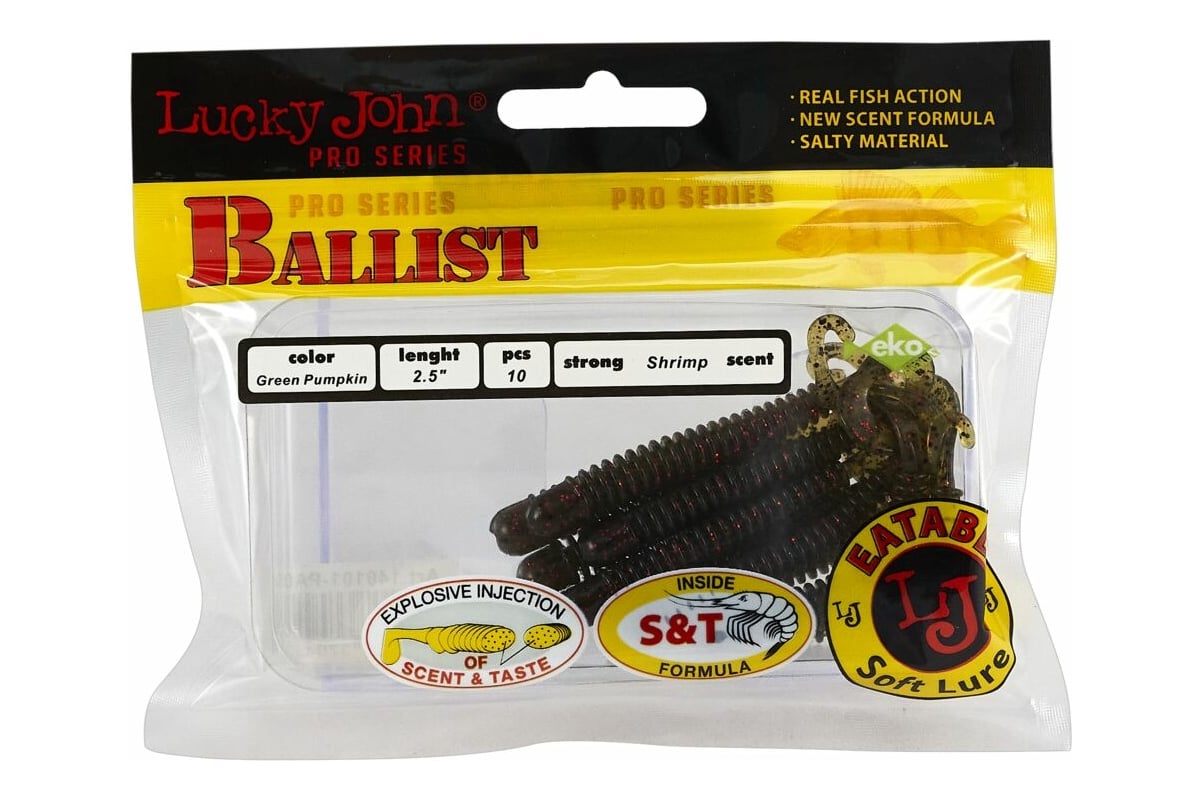 Lucky John®
PRO SERIES
· REAL FISH ACTION
· NEW SCENT FORMULA
· SALTY MATERIAL
PRO SERIES
PRO SERIES
BALLIST
color
Green Pumpkin
lenght
2.5"
pcs
10
strong Shrimp scent
eko
EXPLOSIVE INJECTION
OF
SCENT & TASTE
INSIDE
S&T
FORMULA
EATABL
LJ
LJ
LJ
Soft Lure